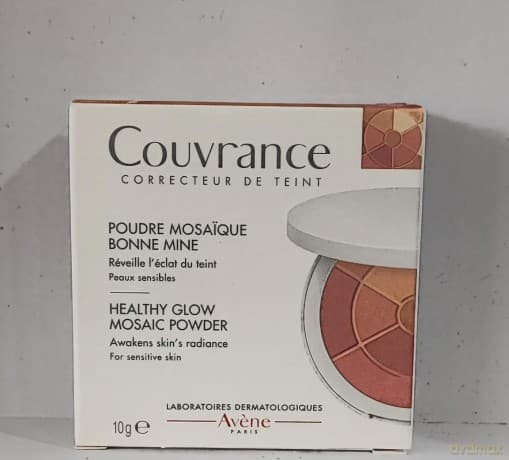 Couvrance
CORRECTEUR DE TEINT
POUDRE MOSAÏQUE
BONNE MINE
Réveille l'éclat du teint
Peaux sensibles
HEALTHY GLOW
MOSAIC POWDER
Awakens skin's radiance
For sensitive skin
LABORATOIRES DERMATOLOGIQUES
Avène
PARIS
10g ℮
dvdmax